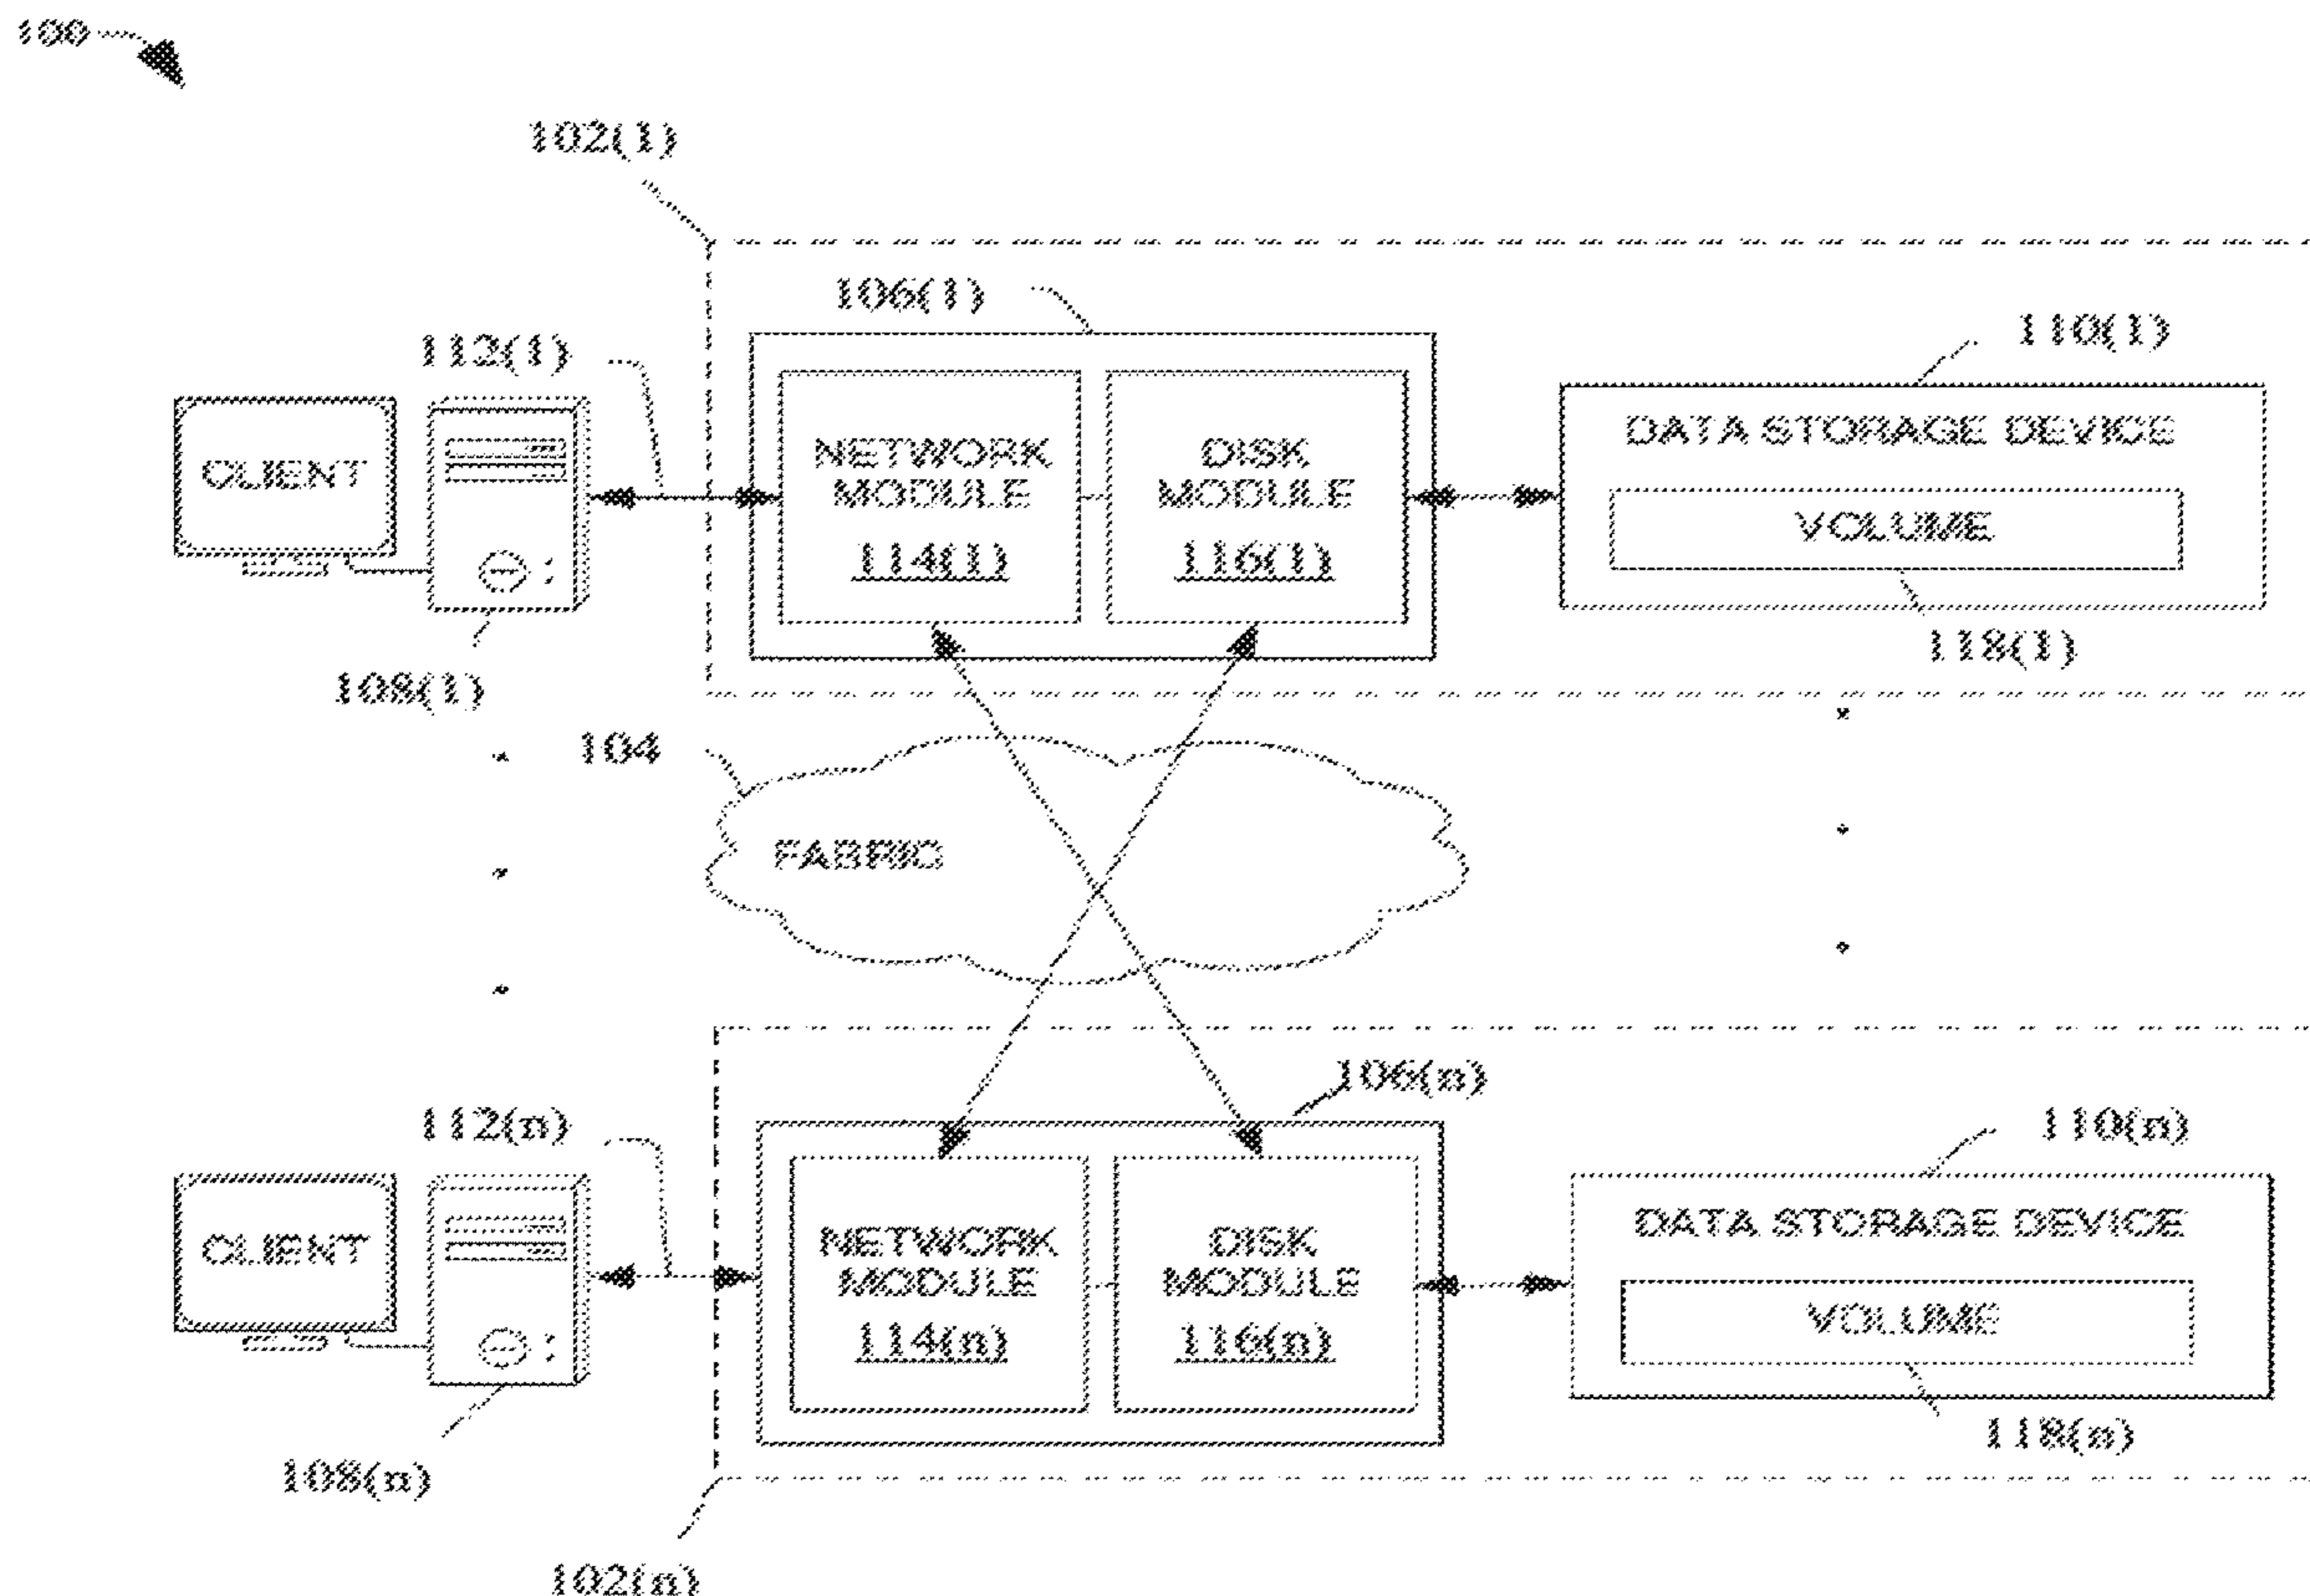 100
102(1)
106(1)
110(1)
112(1)
CLIENT
NETWORK
MODULE
114(1)
DISK
MODULE
116(1)
DATA STORAGE DEVICE
VOLUME
118(1)
108(1)
104
FABRIC
106(n)
112(n)
110(n)
CLIENT
NETWORK
MODULE
114(n)
DISK
MODULE
116(n)
DATA STORAGE DEVICE
VOLUME
118(n)
108(n)
102(n)